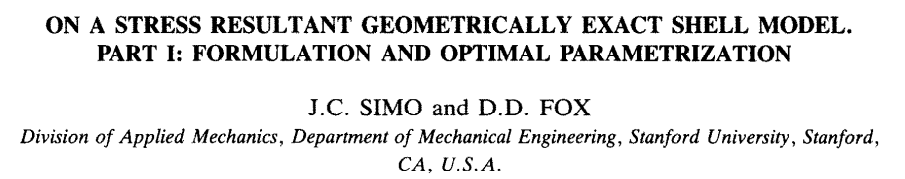 ON A STRESS RESULTANT GEOMETRICALLY EXACT SHELL MODEL.
PART I: FORMULATION AND OPTIMAL PARAMETRIZATION
J.C. SIMO and D.D. FOX
Division of Applied Mechanics, Department of Mechanical Engineering, Stanford University, Stanford,
CA, U.S.A.